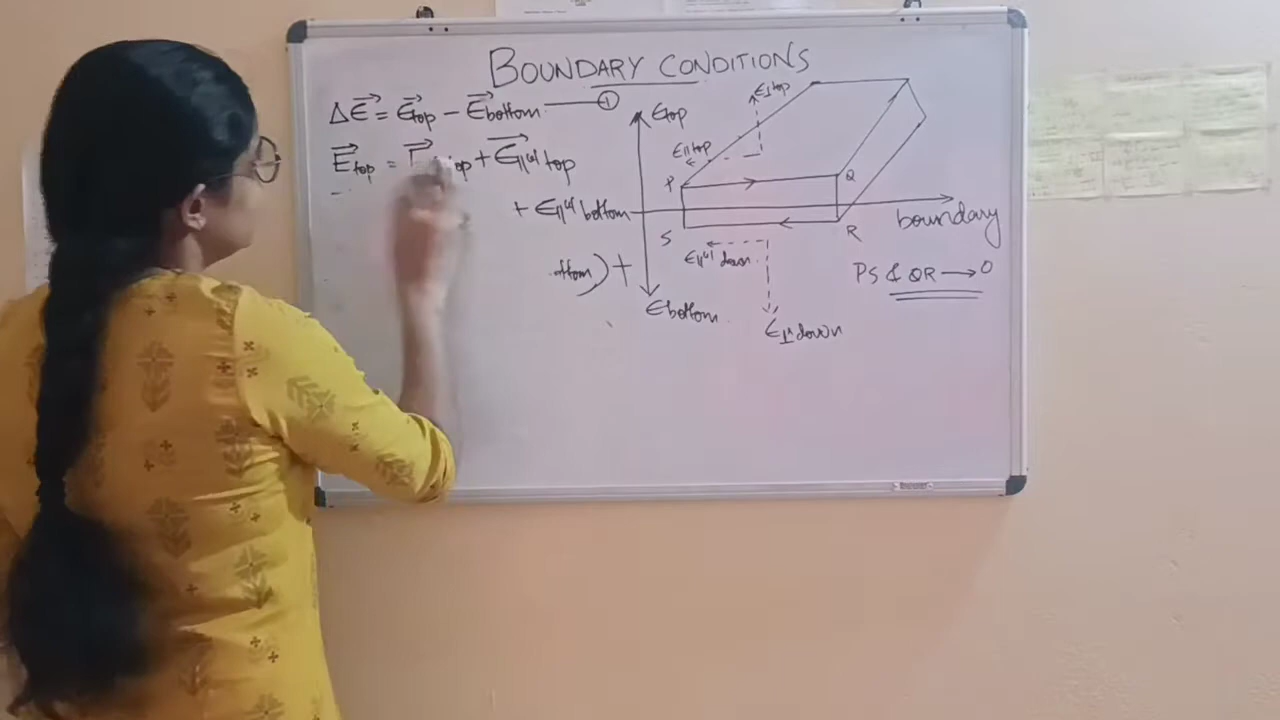 BOUNDARY CONDITIONS
ΔE⃗ = E⃗top − E⃗bottom —①
E⃗top = top + E⃗||ᵉˡ top
+ E||ᵉˡ bottom
ottom) +
Etop
E⊥top
E||top
P
Q
boundary
S
R
E||ᵉˡ down
PS & QR → 0
Ebottom
E⊥ʳ down